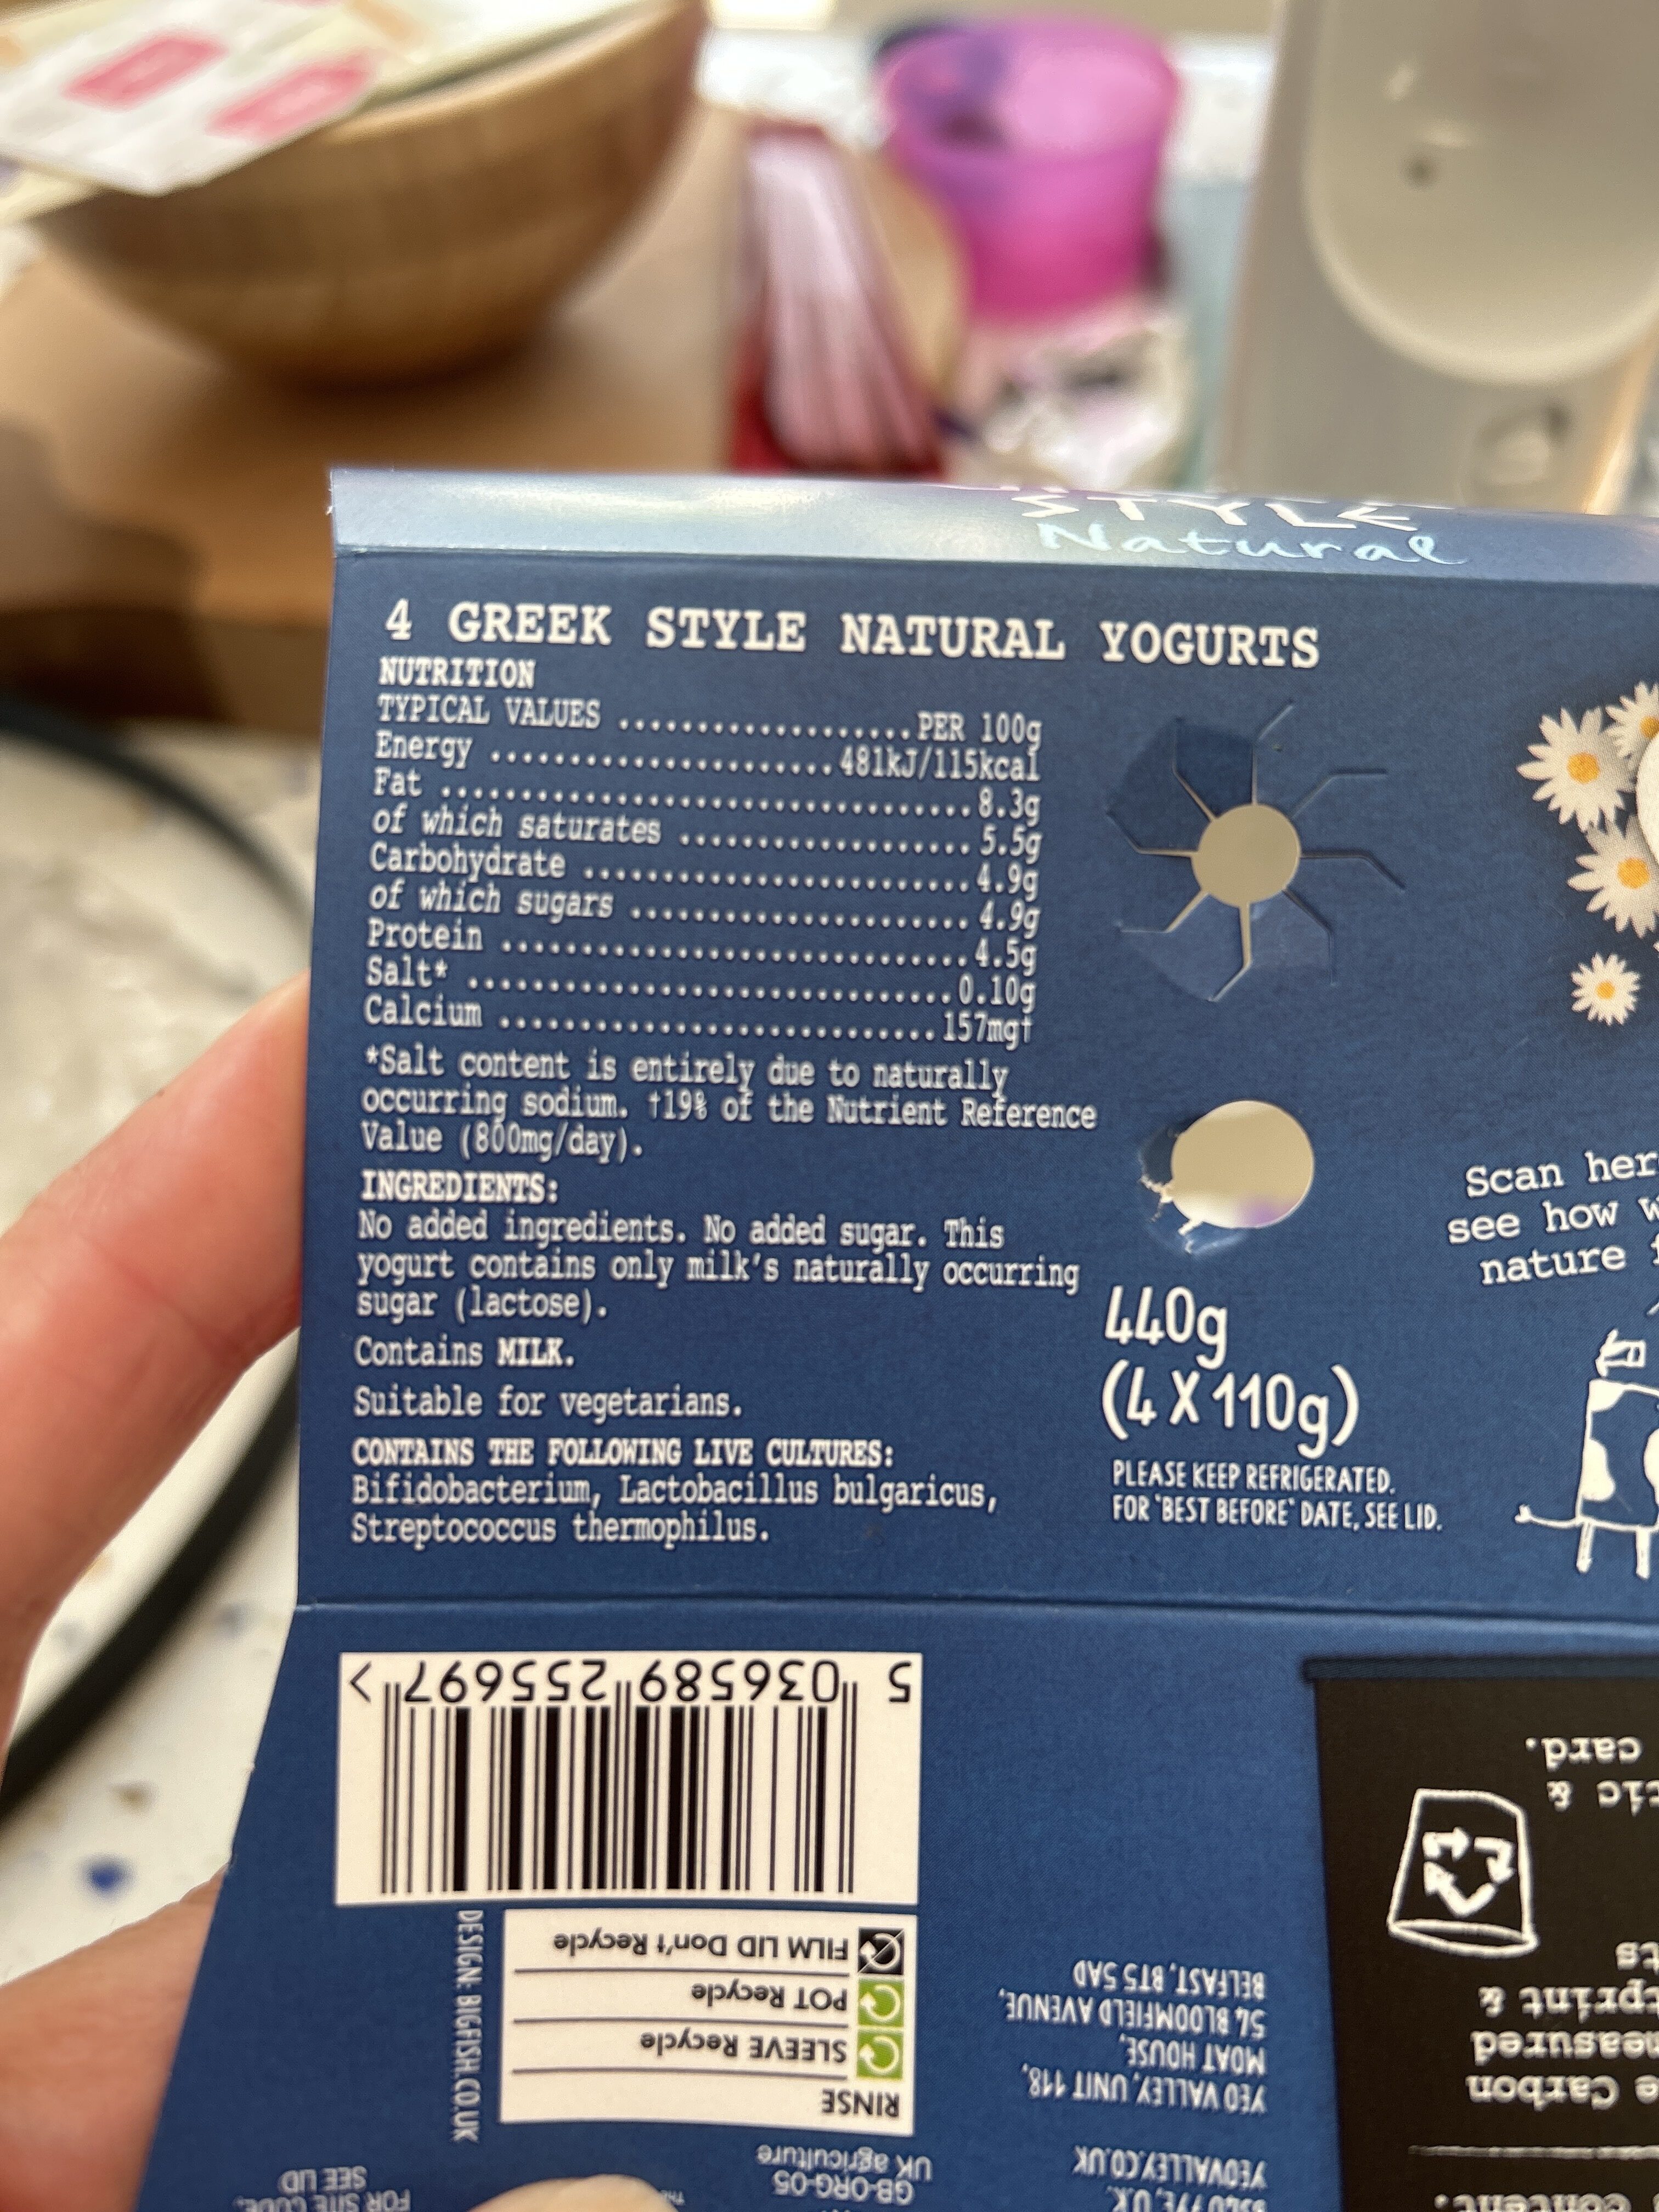 STYLE
Natural
4 GREEK STYLE NATURAL YOGURTS
NUTRITION
TYPICAL VALUES ................... PER 100g
Energy ...................... 481kJ/115kcal
Fat .................................. 8.3g
of which saturates ................... 5.5g
Carbohydrate ......................... 4.9g
of which sugars ...................... 4.9g
Protein .............................. 4.5g
Salt* ............................... 0.10g
Calcium ............................ 157mg†
*Salt content is entirely due to naturally
occurring sodium. †19% of the Nutrient Reference
Value (800mg/day).
INGREDIENTS:
No added ingredients. No added sugar. This
yogurt contains only milk's naturally occurring
sugar (lactose).
Contains MILK.
Suitable for vegetarians.
CONTAINS THE FOLLOWING LIVE CULTURES:
Bifidobacterium, Lactobacillus bulgaricus,
Streptococcus thermophilus.
440g
(4 X 110g)
PLEASE KEEP REFRIGERATED.
FOR 'BEST BEFORE' DATE, SEE LID.
Scan
see how
nature
5 036589 255697 >
RINSE
SLEEVE Recycle
POT Recycle
FILM LID Don't Recycle
DESIGN: BIGFISH.CO.UK
YEOVALLEY.CO.UK
YEO VALLEY, UNIT 118,
MOAT HOUSE,
54 BLOOMFIELD AVENUE,
BELFAST, BT5 5AD
GB-ORG-05
UK agriculture
FOR SITE CODE,
SEE LID
content.
Carbon
&
&
card.